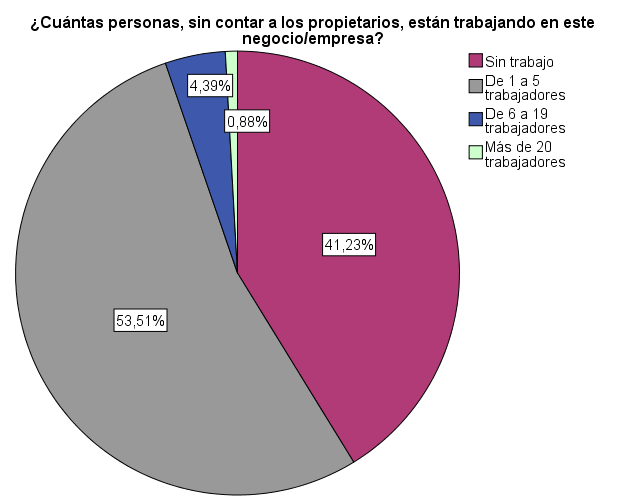 ¿Cuántas personas, sin contar a los propietarios, están trabajando en este
negocio/empresa?
Sin trabajo
De 1 a 5
trabajadores
De 6 a 19
trabajadores
Más de 20
trabajadores
4,39%
0,88%
41,23%
53,51%